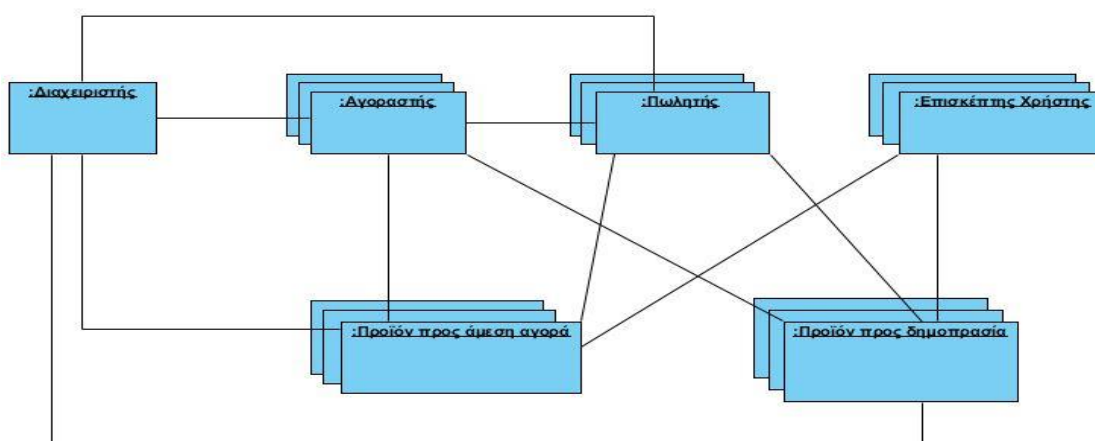 :Διαχειριστής
:Αγοραστής
:Πωλητής
:Επισκέπτης Χρήστης
:Προϊόν προς άμεση αγορά
:Προϊόν προς δημοπρασία